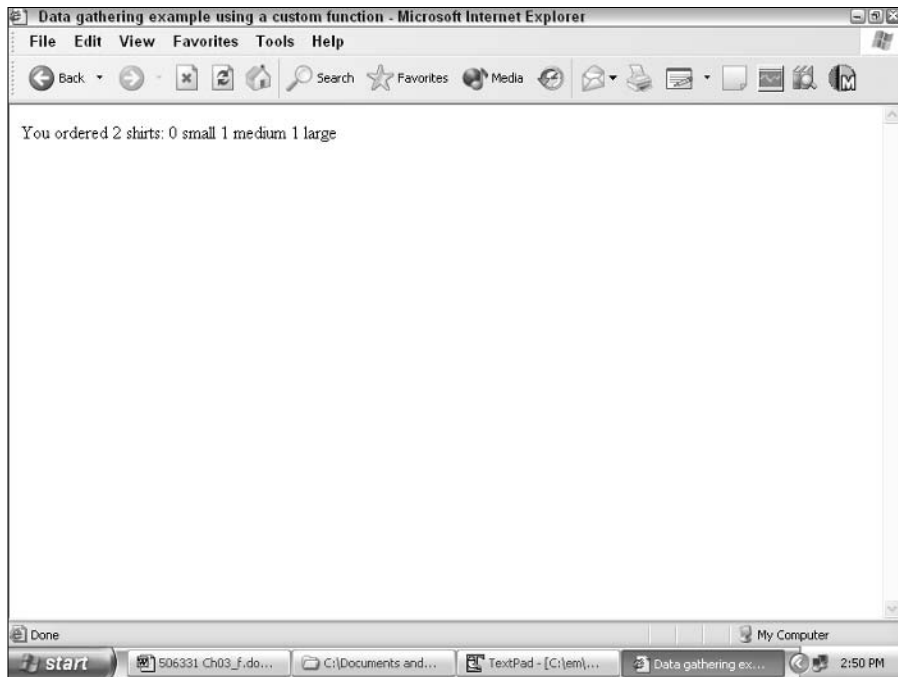 Data gathering example using a custom function - Microsoft Internet Explorer
File Edit View Favorites Tools Help
Back Search Favorites Media
You ordered 2 shirts: 0 small 1 medium 1 large
Done My Computer
start 506331 Ch03_f.do... C:\Documents and... TextPad - [C:\em\... Data gathering ex... 2:50 PM